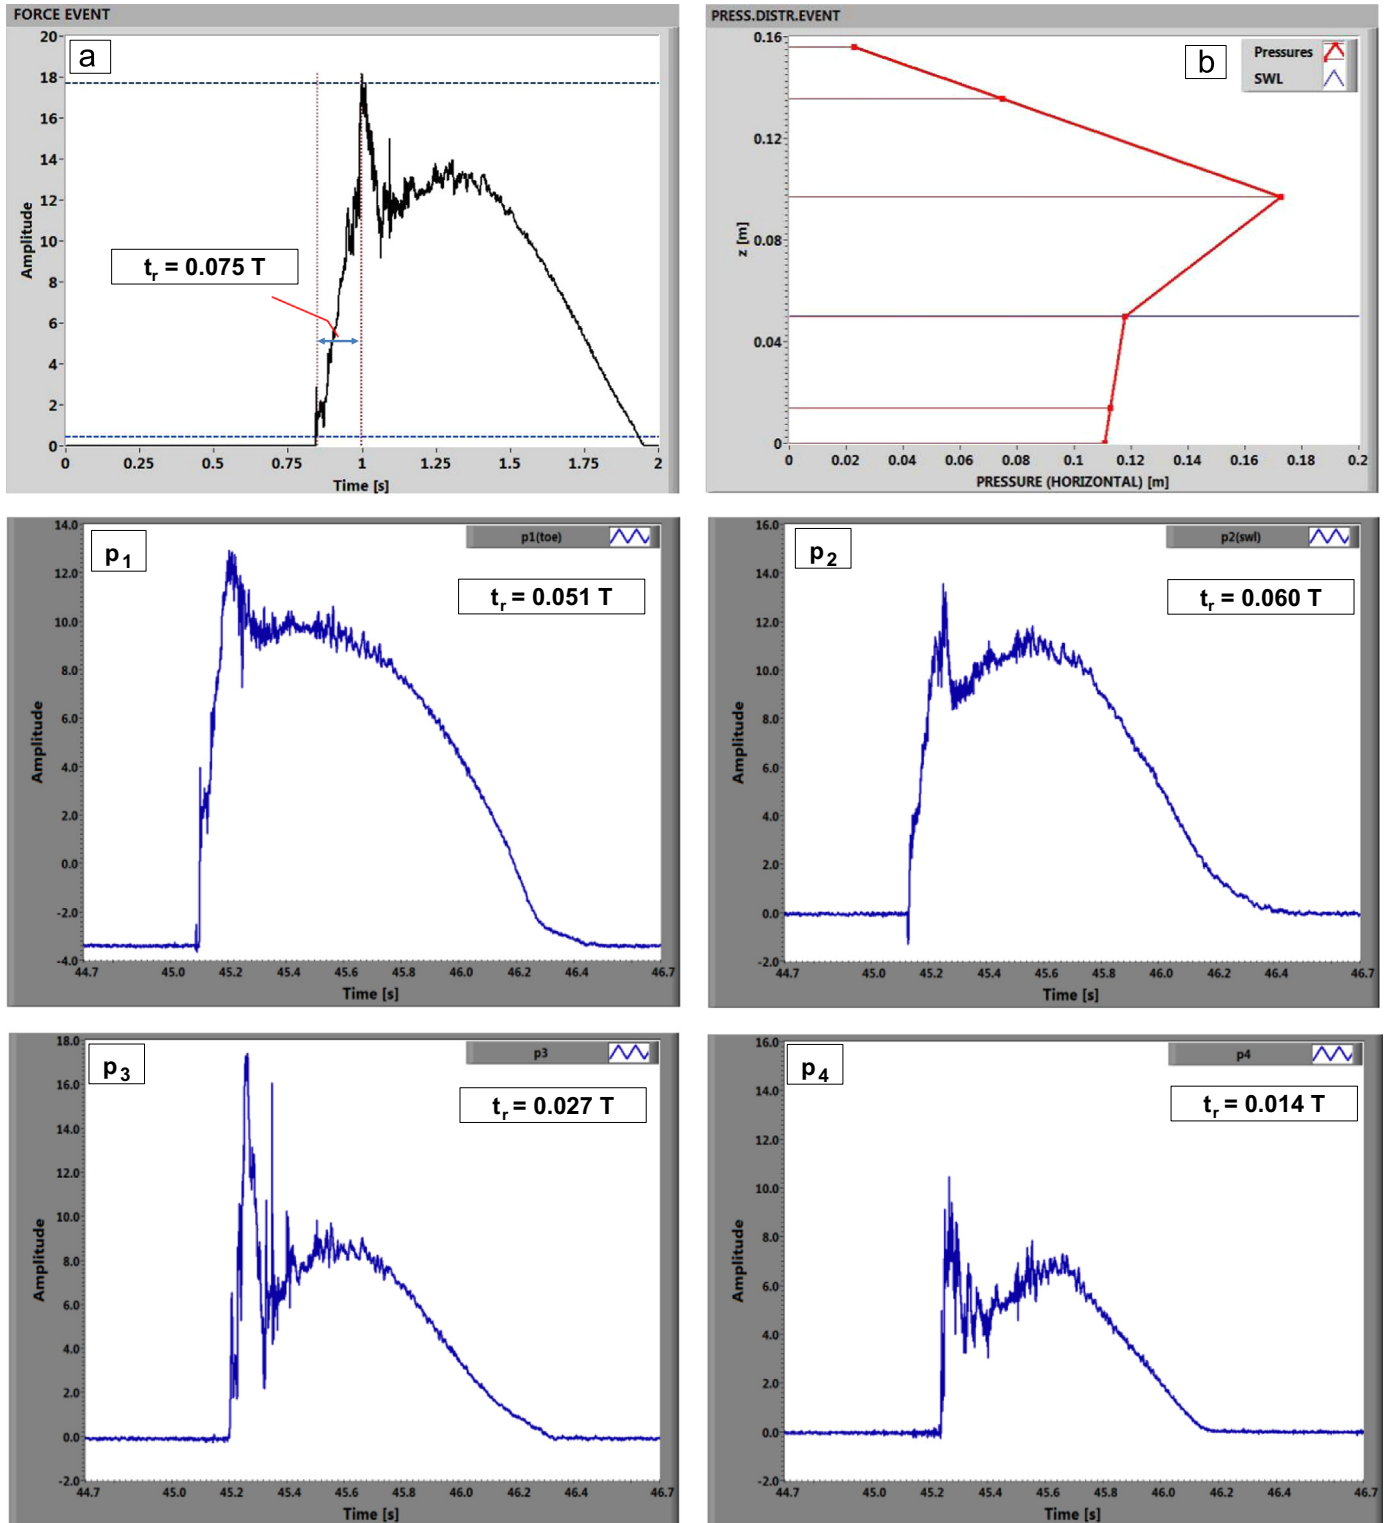 FORCE EVENT
a
20
18
16
14
12
10
8
6
4
2
0
Amplitude
t_r = 0.075 T
0 0.25 0.5 0.75 1 1.25 1.5 1.75 2
Time [s]
PRESS.DISTR.EVENT
b
Pressures
SWL
0.16
0.12
0.08
0.04
0
z [m]
0 0.02 0.04 0.06 0.08 0.1 0.12 0.14 0.16 0.18 0.2
PRESSURE (HORIZONTAL) [m]
p1
p1(toe)
t_r = 0.051 T
14.0
12.0
10.0
8.0
6.0
4.0
2.0
0.0
-2.0
-4.0
Amplitude
44.7 45.0 45.2 45.4 45.6 45.8 46.0 46.2 46.4 46.7
Time [s]
p2
p2(swl)
t_r = 0.060 T
16.0
14.0
12.0
10.0
8.0
6.0
4.0
2.0
0.0
-2.0
Amplitude
44.7 45.0 45.2 45.4 45.6 45.8 46.0 46.2 46.4 46.7
Time [s]
p3
p3
t_r = 0.027 T
18.0
16.0
14.0
12.0
10.0
8.0
6.0
4.0
2.0
0.0
-2.0
Amplitude
44.7 45.0 45.2 45.4 45.6 45.8 46.0 46.2 46.4 46.7
Time [s]
p4
p4
t_r = 0.014 T
16.0
14.0
12.0
10.0
8.0
6.0
4.0
2.0
0.0
-2.0
Amplitude
44.7 45.0 45.2 45.4 45.6 45.8 46.0 46.2 46.4 46.7
Time [s]